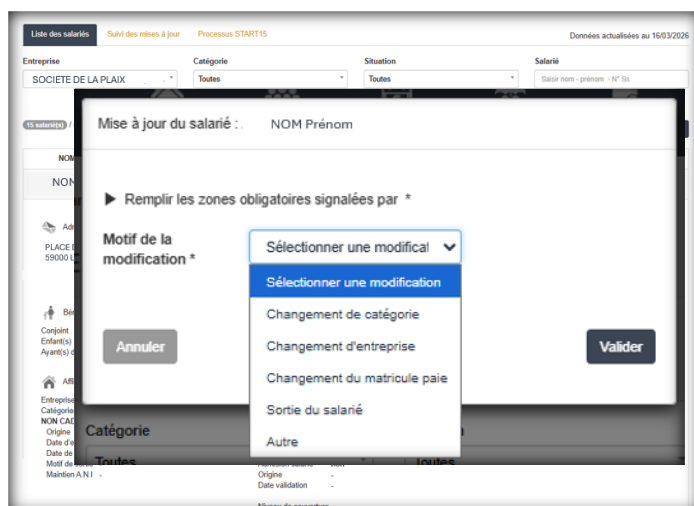 Liste des salariés Suivi des mises à jour Processus START15 Données actualisées au 16/03/2026
Entreprise Catégorie Situation Salarié
SOCIETE DE LA PLAIX Toutes Toutes Saisir nom - prénom - N° Ss
15 salarié(s) /
Mise à jour du salarié : NOM Prénom
NOM
▶ Remplir les zones obligatoires signalées par *
PLACE
59000
Motif de la
modification *
Sélectionner une modificat
Sélectionner une modification
Changement de catégorie
Changement d'entreprise
Changement du matricule paie
Sortie du salarié
Autre
Annuler Valider
Conjoint
Enfant(s)
Ayant(s)
Entreprise
Catégorie
NON CAD
Origine
Date d'e
Date de
Motif de
Maintien A.N.I -
Catégorie
Toutes Toutes
Origine -
Date validation -